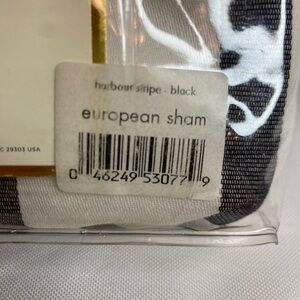 harbour stripe - black
european sham
0 46249 53077 9
C 29303 USA